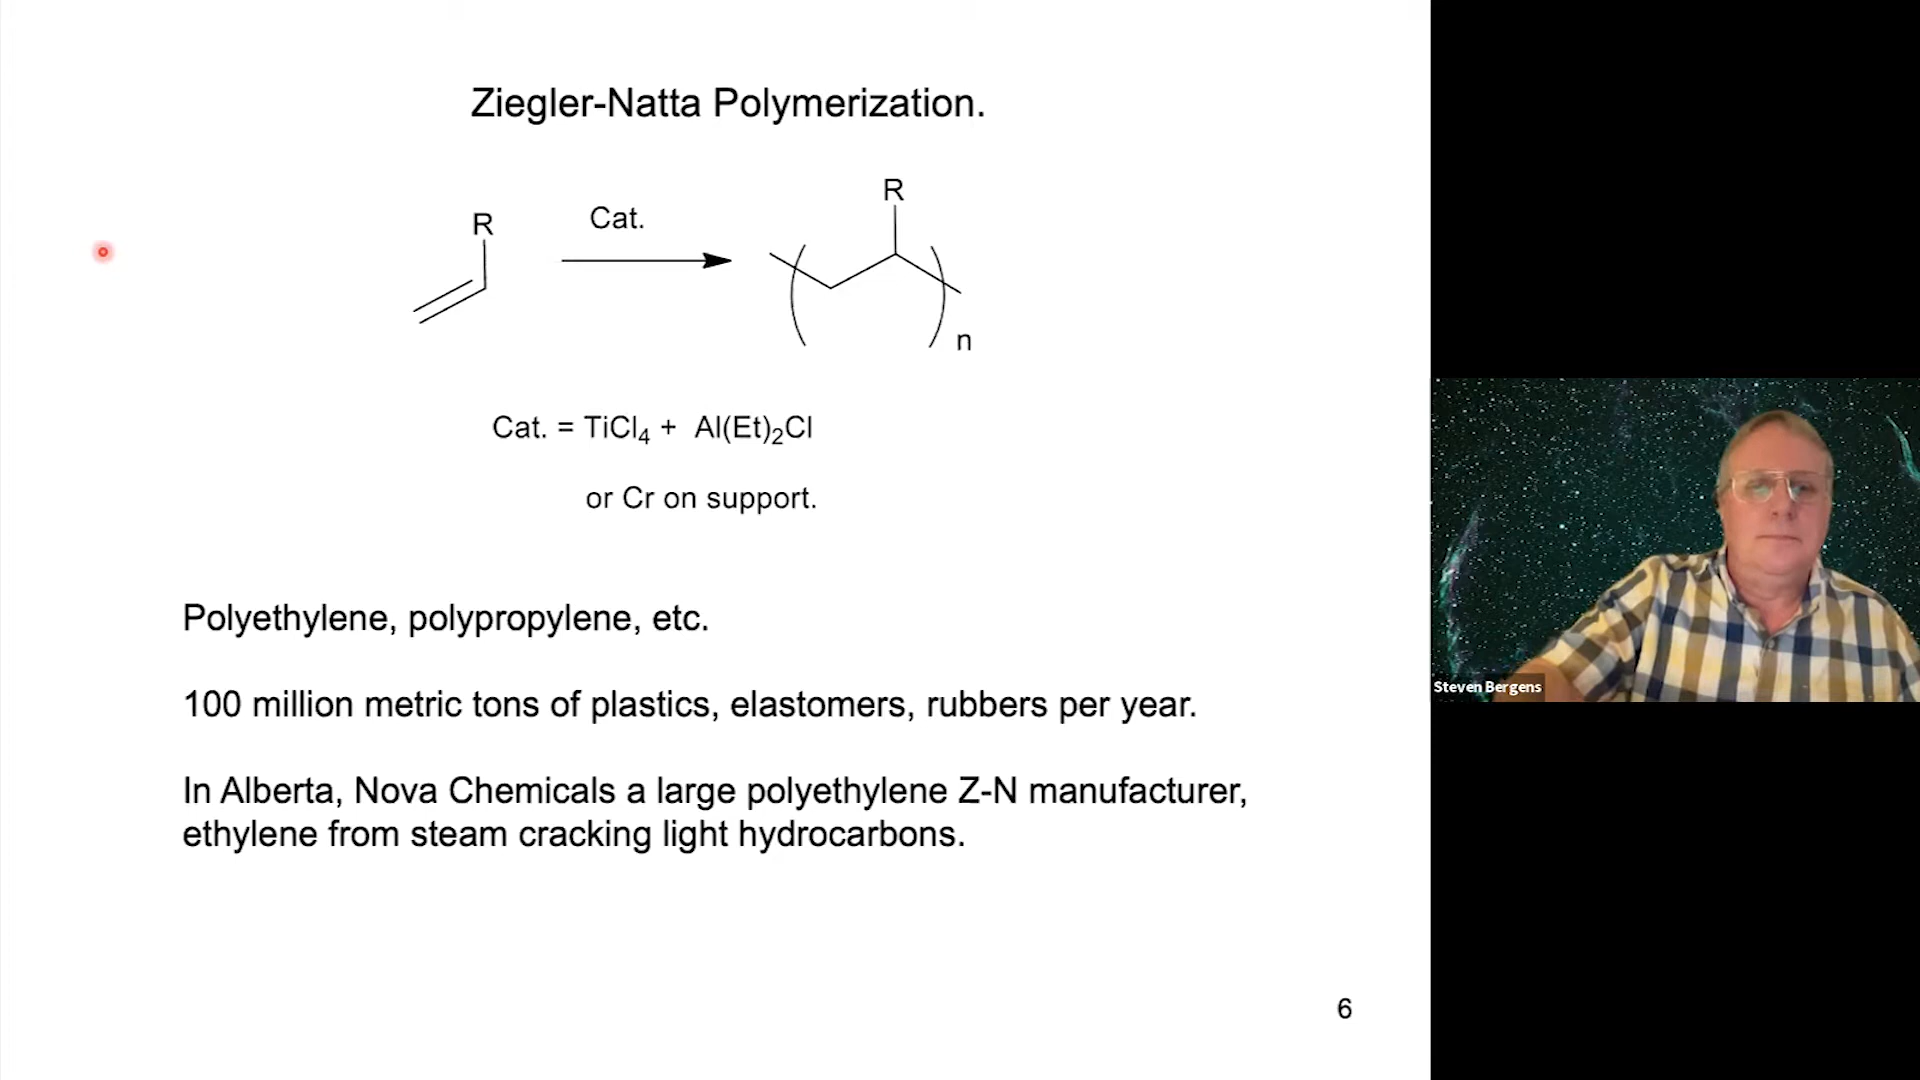 Ziegler-Natta Polymerization.
R
Cat.
R
n
Cat. = TiCl4 + Al(Et)2Cl
or Cr on support.
Polyethylene, polypropylene, etc.
100 million metric tons of plastics, elastomers, rubbers per year.
In Alberta, Nova Chemicals a large polyethylene Z-N manufacturer,
ethylene from steam cracking light hydrocarbons.
6
Steven Bergens